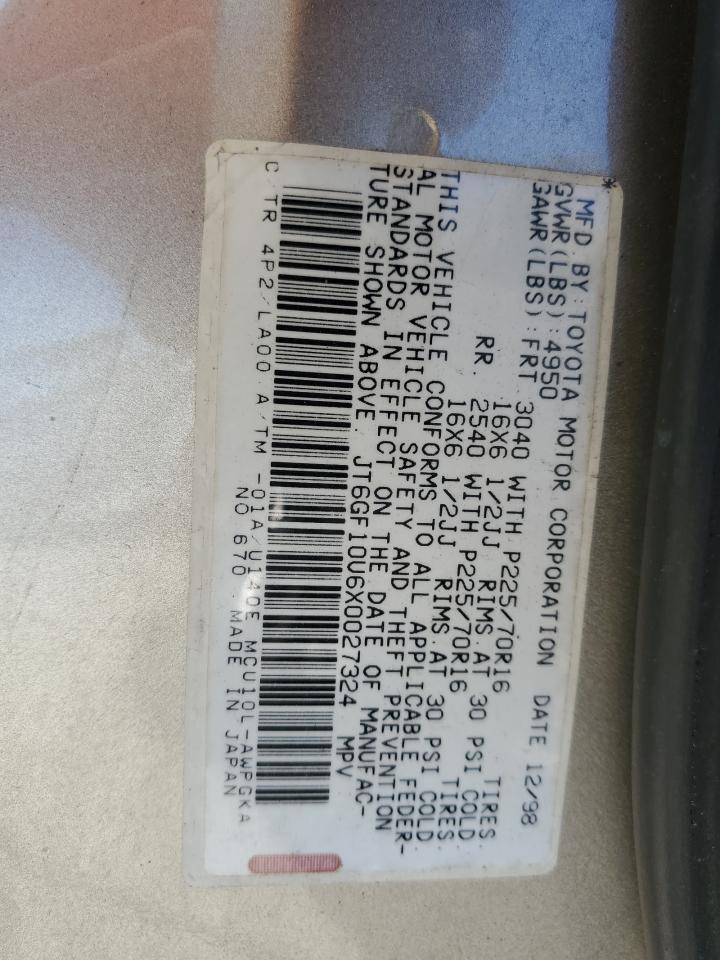 *
MFD.BY:TOYOTA MOTOR CORPORATION DATE 12/98
GVWR(LBS):4950
GAWR(LBS):FRT 3040 WITH P225/70R16 TIRES.
16X6 1/2JJ RIMS.AT 30 PSI COLD
RR. 2540 WITH P225/70R16 TIRES.
16X6 1/2JJ RIMS.AT 30 PSI COLD
THIS VEHICLE CONFORMS TO ALL APPLICABLE FEDER-
AL MOTOR VEHICLE SAFETY AND THEFT PREVENTION
STANDARDS IN EFFECT ON THE DATE OF MANUFAC-
TURE SHOWN ABOVE. JT6GF10U6X0027324 MPV
C/TR 4P2/LA00 A/TM -01A/U140E MCU10L-AWPGKA
NO.670 MADE IN JAPAN